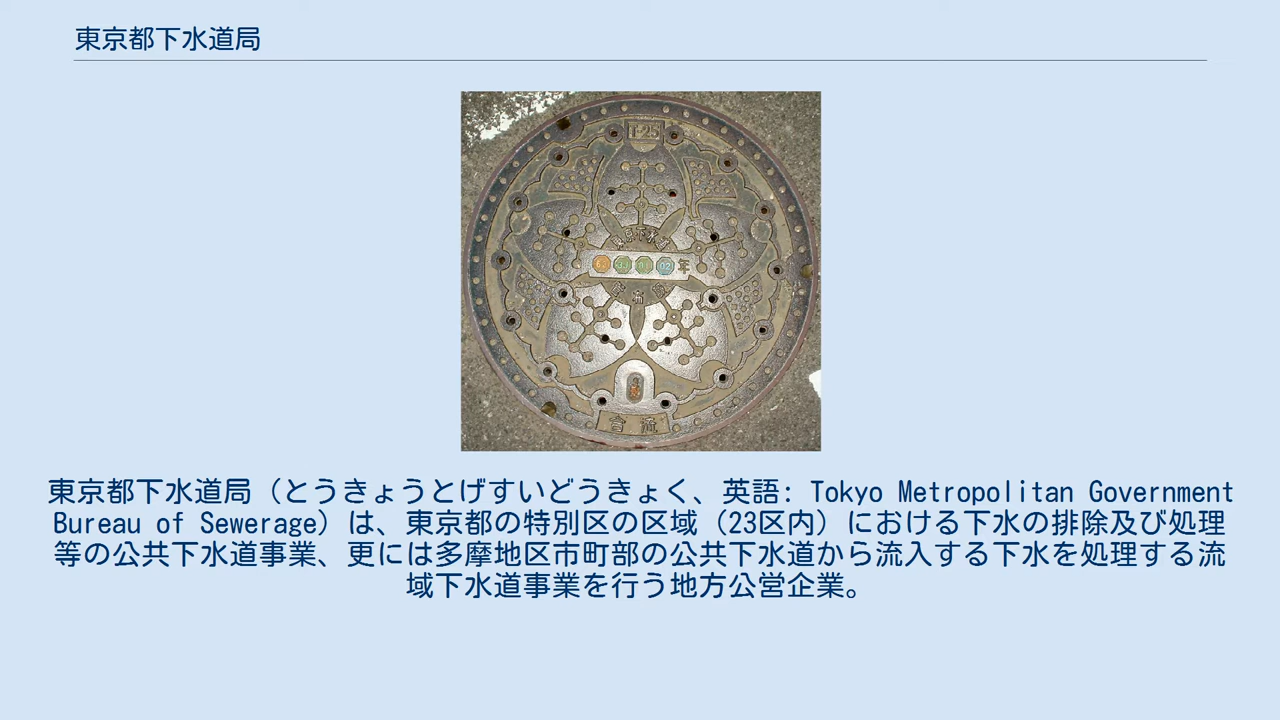 東京都下水道局
T-25
年
合流
東京都下水道局（とうきょうとげすいどうきょく、英語: Tokyo Metropolitan Government
Bureau of Sewerage）は、東京都の特別区の区域（23区内）における下水の排除及び処理
等の公共下水道事業、更には多摩地区市町部の公共下水道から流入する下水を処理する流
域下水道事業を行う地方公営企業。